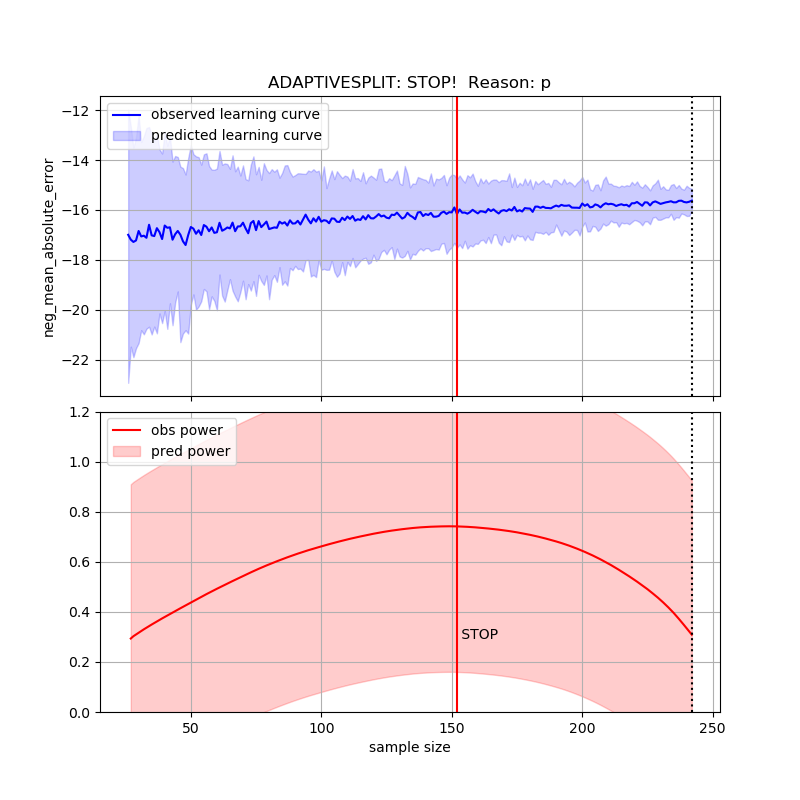 ADAPTIVESPLIT: STOP!  Reason: p
observed learning curve
predicted learning curve
neg_mean_absolute_error
−12
−14
−16
−18
−20
−22
obs power
pred power
1.2
1.0
0.8
0.6
0.4
0.2
0.0
STOP
50 100 150 200 250
sample size